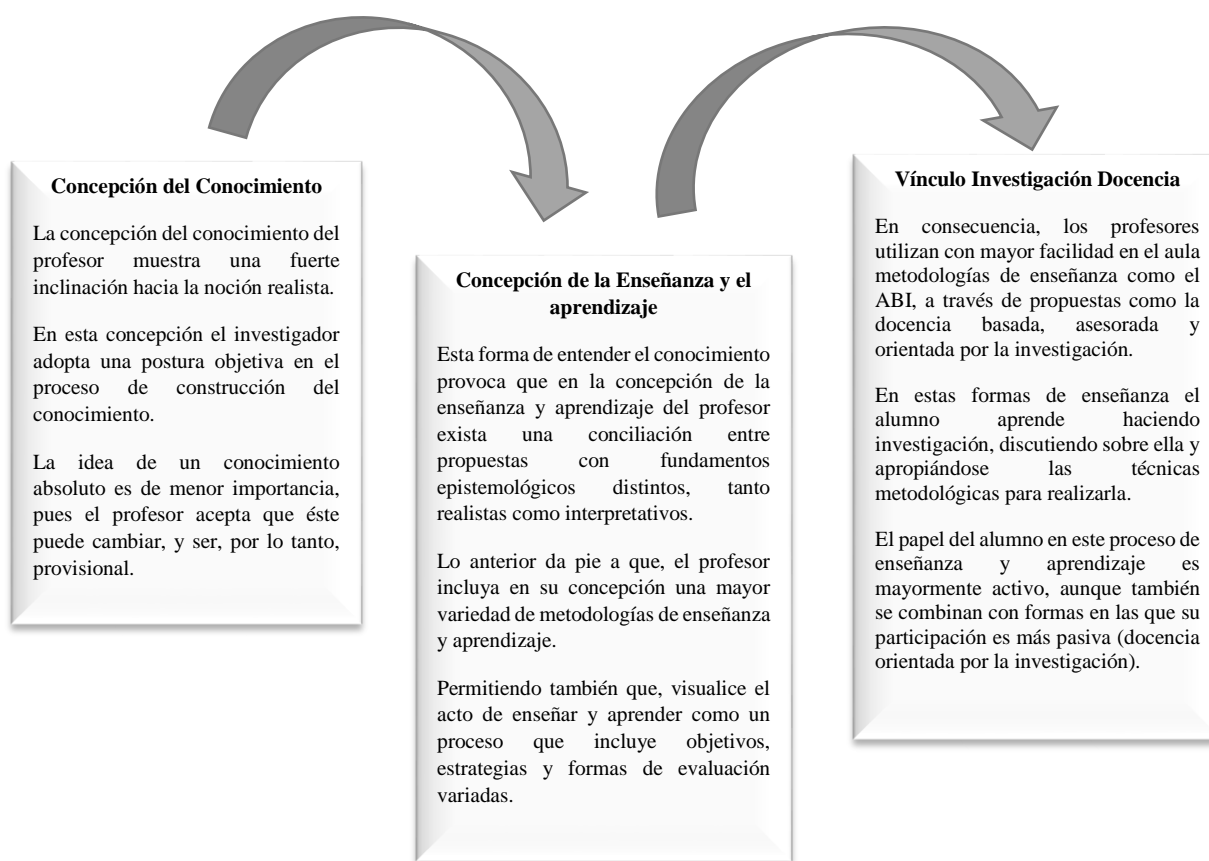 Concepción del Conocimiento
La concepción del conocimiento del
profesor muestra una fuerte
inclinación hacia la noción realista.
En esta concepción el investigador
adopta una postura objetiva en el
proceso de construcción del
conocimiento.
La idea de un conocimiento
absoluto es de menor importancia,
pues el profesor acepta que éste
puede cambiar, y ser, por lo tanto,
provisional.
Concepción de la Enseñanza y el
aprendizaje
Esta forma de entender el conocimiento
provoca que en la concepción de la
enseñanza y aprendizaje del profesor
exista una conciliación entre
propuestas con fundamentos
epistemológicos distintos, tanto
realistas como interpretativos.
Lo anterior da pie a que, el profesor
incluya en su concepción una mayor
variedad de metodologías de enseñanza
y aprendizaje.
Permitiendo también que, visualice el
acto de enseñar y aprender como un
proceso que incluye objetivos,
estrategias y formas de evaluación
variadas.
Vínculo Investigación Docencia
En consecuencia, los profesores
utilizan con mayor facilidad en el aula
metodologías de enseñanza como el
ABI, a través de propuestas como la
docencia basada, asesorada y
orientada por la investigación.
En estas formas de enseñanza el
alumno aprende haciendo
investigación, discutiendo sobre ella y
apropiándose las técnicas
metodológicas para realizarla.
El papel del alumno en este proceso de
enseñanza y aprendizaje es
mayormente activo, aunque también
se combinan con formas en las que su
participación es más pasiva (docencia
orientada por la investigación).